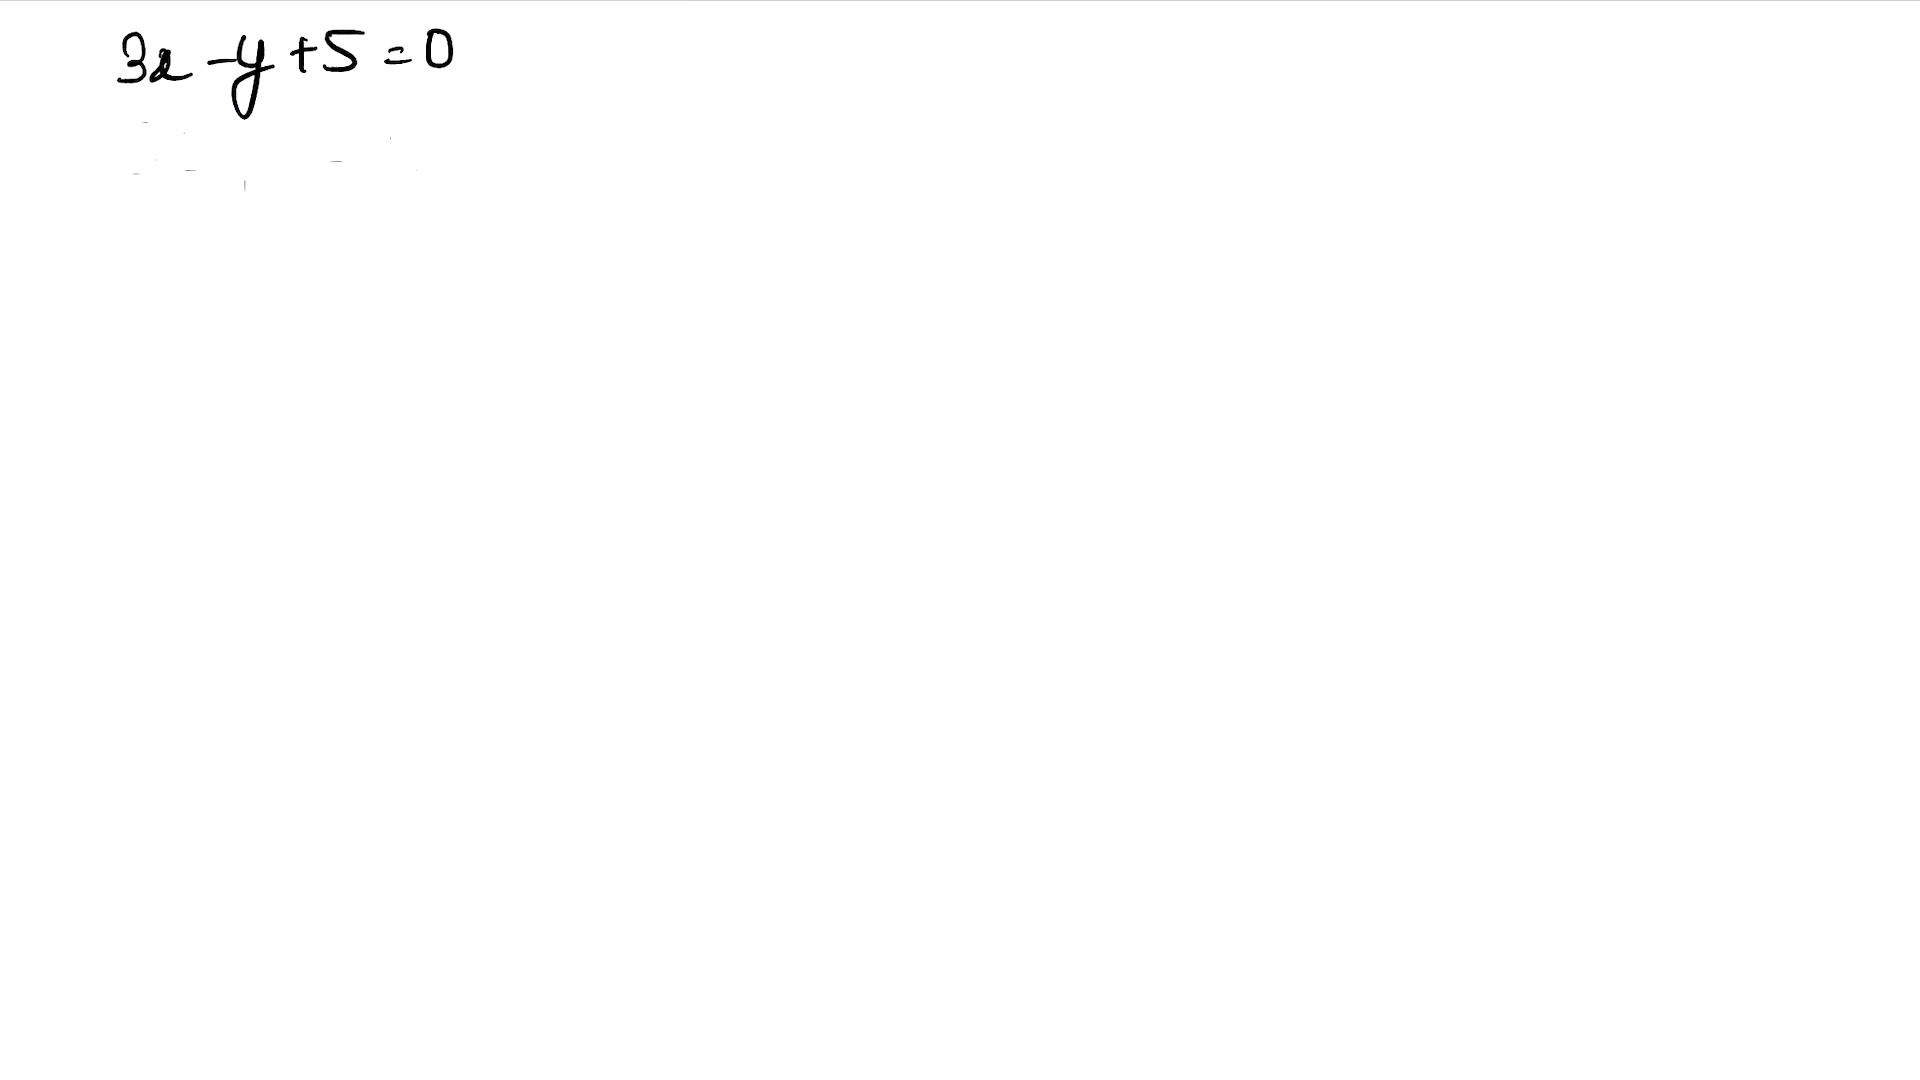 3x - y + 5 = 0